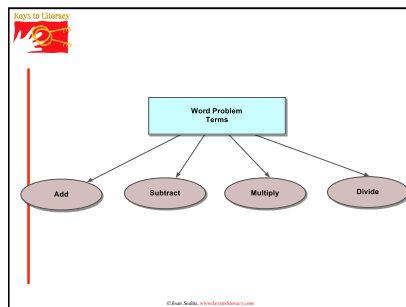 Keys to Literacy
Word Problem
Terms
Add
Subtract
Multiply
Divide
©Joan Sedita, www.keystoliteracy.com